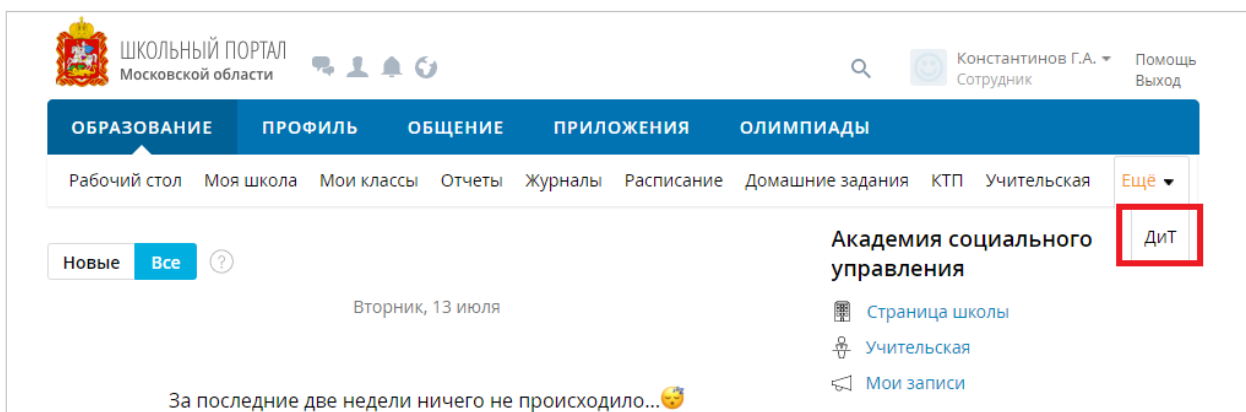 ШКОЛЬНЫЙ ПОРТАЛ
Московской области
Константинов Г.А.
Сотрудник
Помощь
Выход
ОБРАЗОВАНИЕ ПРОФИЛЬ ОБЩЕНИЕ ПРИЛОЖЕНИЯ ОЛИМПИАДЫ
Рабочий стол Моя школа Мои классы Отчеты Журналы Расписание Домашние задания КТП Учительская Ещё
ДиТ
Новые Все ?
Вторник, 13 июля
За последние две недели ничего не происходило...
Академия социального
управления
Страница школы
Учительская
Мои записи